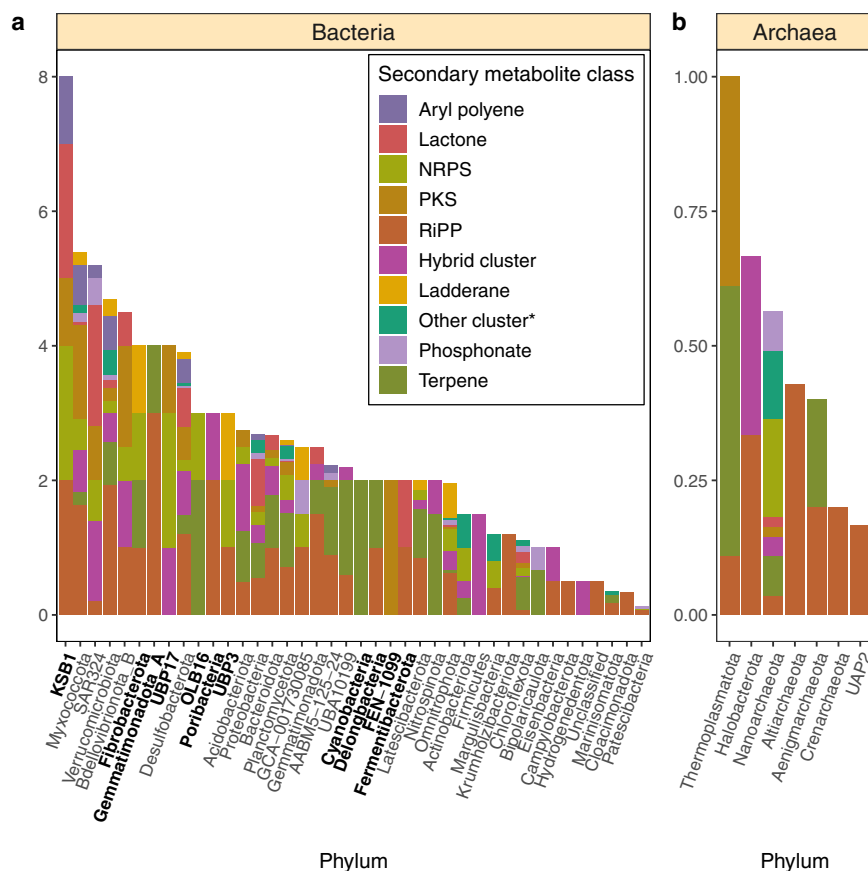 a
Bacteria
b
Archaea
Secondary metabolite class
Aryl polyene
Lactone
NRPS
PKS
RiPP
Hybrid cluster
Ladderane
Other cluster*
Phosphonate
Terpene
8
6
4
2
0
1.00
0.75
0.50
0.25
0.00
KSB1
Myxococcota
SAR324
Verrucomicrobiota
Bdellovibrionota_B
Fibrobacterota
Gemmatimonadota_A
UBP17
Desulfobacterota
OLB16
Poribacteria
UBP3
Acidobacteriota
Proteobacteria
Bacteroidota
Planctomycetota
GCA-001730085
Gemmatimonadota
AABM5-125-24
UBA10199
Cyanobacteria
Delongbacteria
FEN-1099
Fermentibacterota
Latescibacterota
Nitrospinota
Omnitrophota
Actinobacteriota
Firmicutes
Margulisbacteria
Krumholzibacteriota
Chloroflexota
Bipolaricaulota
Eisenbacteria
Campylobacterota
Hydrogenedentota
Unclassified
Marinisomatota
Cloacimonadota
Patescibacteria
Thermoplasmatota
Halobacterota
Nanoarchaeota
Altiarchaeota
Aenigmarchaeota
Crenarchaeota
UAP2
Phylum
Phylum